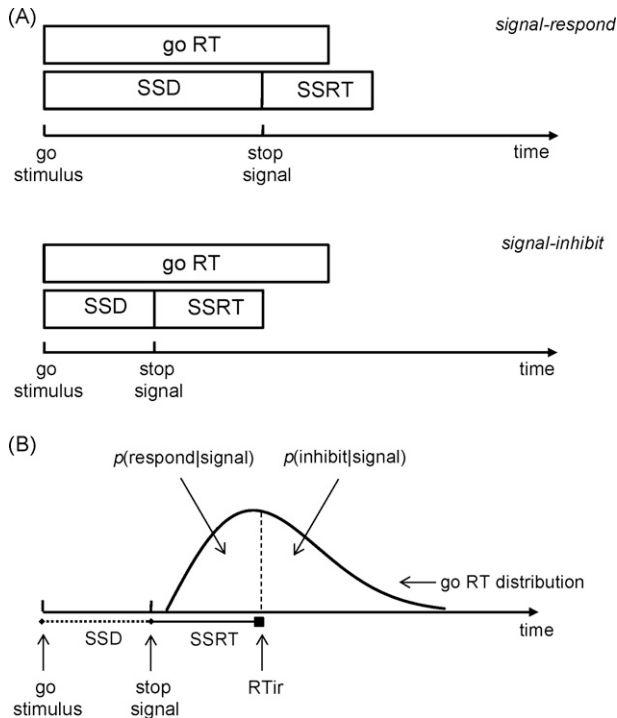 (A)
signal-respond
go RT
SSD
SSRT
go
stimulus
stop
signal
time
signal-inhibit
go RT
SSD
SSRT
go
stimulus
stop
signal
time
(B)
p(respond|signal)
p(inhibit|signal)
go RT distribution
time
SSD
SSRT
go
stimulus
stop
signal
RTir